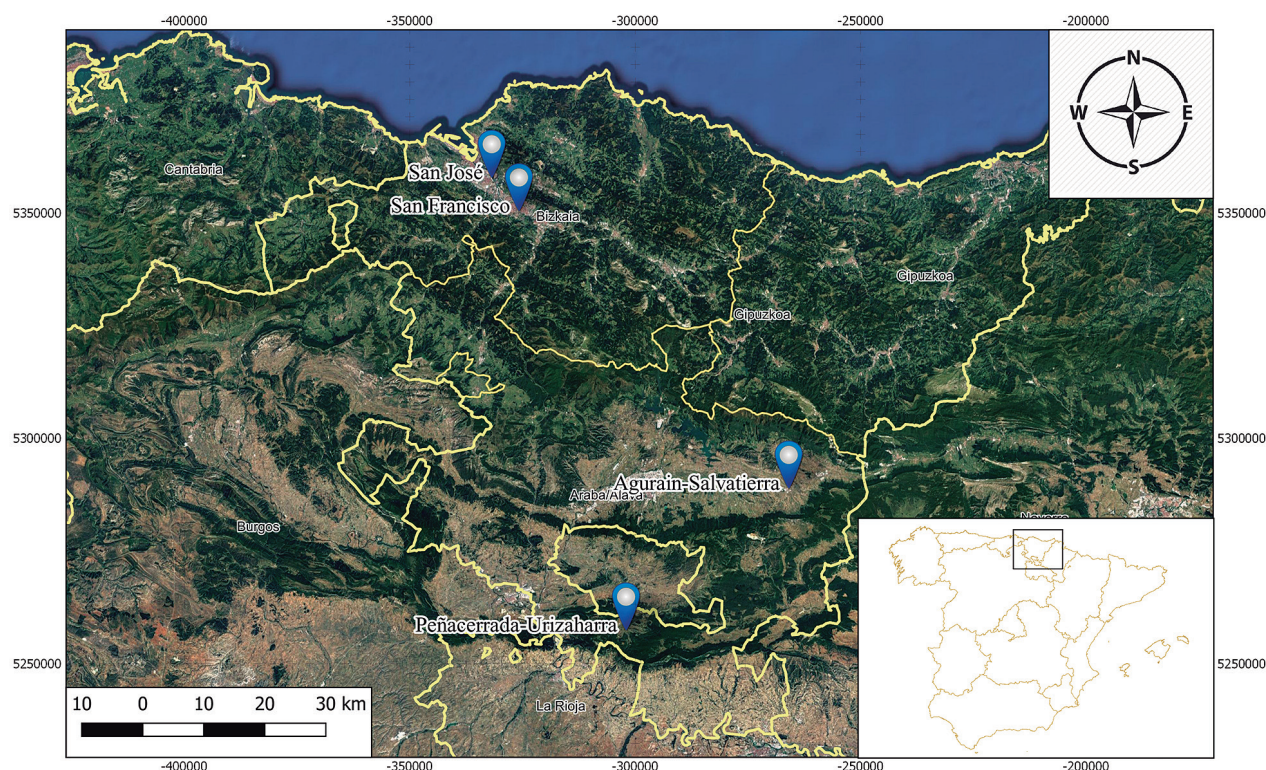 -400000 -350000 -300000 -250000 -200000
N
W E
S
Cantabria
San José
San Francisco
Bizkaia
5350000 5350000
Gipuzkoa
Gipuzkoa
5300000 5300000
Agurain-Salvatierra
Araba/Álava
Navarra
Burgos
Peñacerrada-Urizaharra
5250000 5250000
10 0 10 20 30 km
La Rioja
-400000 -350000 -300000 -250000 -200000